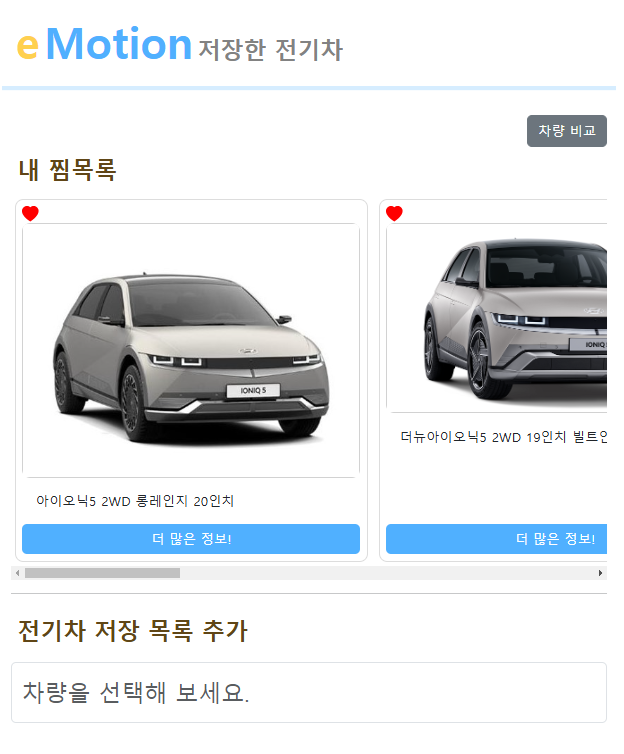 eMotion 저장한 전기차
차량 비교
내 찜목록
IONIQ 5
IONIQ
아이오닉5 2WD 롱레인지 20인치
더뉴아이오닉5 2WD 19인치 빌트인
더 많은 정보!
더 많은 정보!
전기차 저장 목록 추가
차량을 선택해 보세요.